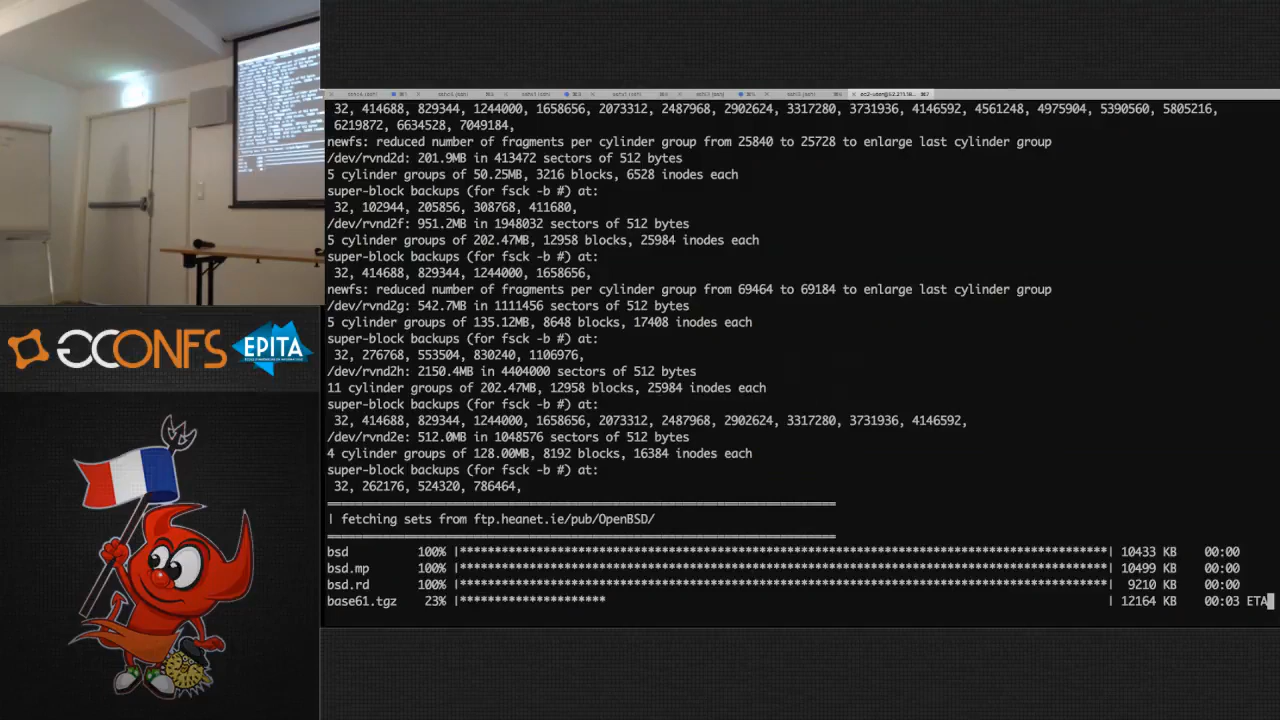 32, 414688, 829344, 1244000, 1658656, 2073312, 2487968, 2902624, 3317280, 3731936, 4146592, 4561248, 4975904, 5390560, 5805216,
6219872, 6634528, 7049184,
newfs: reduced number of fragments per cylinder group from 25840 to 25728 to enlarge last cylinder group
/dev/rvnd2d: 201.9MB in 413472 sectors of 512 bytes
5 cylinder groups of 50.25MB, 3216 blocks, 6528 inodes each
super-block backups (for fsck -b #) at:
32, 102944, 205856, 308768, 411680,
/dev/rvnd2f: 951.2MB in 1948032 sectors of 512 bytes
5 cylinder groups of 202.47MB, 12958 blocks, 25984 inodes each
super-block backups (for fsck -b #) at:
32, 414688, 829344, 1244000, 1658656,
newfs: reduced number of fragments per cylinder group from 69464 to 69184 to enlarge last cylinder group
/dev/rvnd2g: 542.7MB in 1111456 sectors of 512 bytes
5 cylinder groups of 135.12MB, 8648 blocks, 17408 inodes each
super-block backups (for fsck -b #) at:
32, 276768, 553504, 830240, 1106976,
/dev/rvnd2h: 2150.4MB in 4404000 sectors of 512 bytes
11 cylinder groups of 202.47MB, 12958 blocks, 25984 inodes each
super-block backups (for fsck -b #) at:
32, 414688, 829344, 1244000, 1658656, 2073312, 2487968, 2902624, 3317280, 3731936, 4146592,
/dev/rvnd2e: 512.0MB in 1048576 sectors of 512 bytes
4 cylinder groups of 128.00MB, 8192 blocks, 16384 inodes each
super-block backups (for fsck -b #) at:
32, 262176, 524320, 786464,
| fetching sets from ftp.heanet.ie/pub/OpenBSD/
bsd 100% |*********************************************************************************************| 10433 KB 00:00
bsd.mp 100% |*********************************************************************************************| 10499 KB 00:00
bsd.rd 100% |*********************************************************************************************| 9210 KB 00:00
base61.tgz 23% |********************* | 12164 KB 00:03 ETA
GCONFS
EPITA